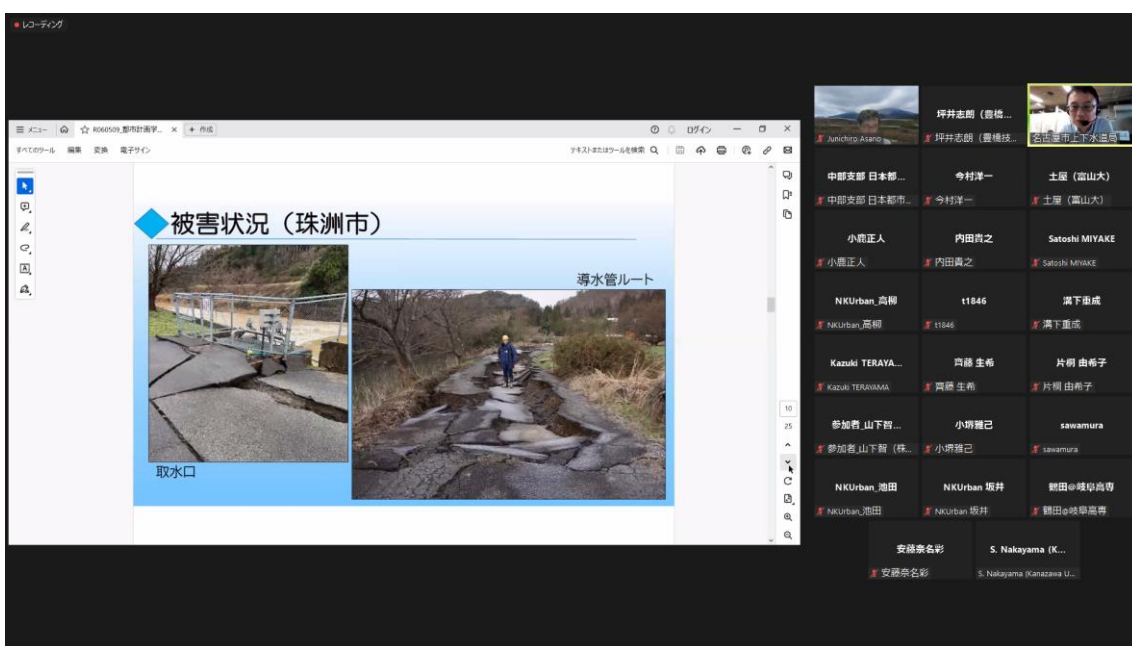 レコーディング
メニュー
R060509_都市計画学...
作成
ログイン
すべてのツール 編集 変換 電子サイン
テキストまたはツールを検索
被害状況（珠洲市）
導水管ルート
取水口
10
25
Junichiro Asano
坪井志朗（豊橋...
坪井志朗（豊橋技...
名古屋市上下水道局
中部支部 日本都...
中部支部 日本都市...
今村洋一
今村洋一
土屋（富山大）
土屋（富山大）
小鹿正人
小鹿正人
内田貴之
内田貴之
Satoshi MIYAKE
Satoshi MIYAKE
NKUrban_高柳
NKUrban_高柳
t1846
t1846
溝下重成
溝下重成
Kazuki TERAYA...
Kazuki TERAYAMA
齊藤 生希
齊藤 生希
片桐 由希子
片桐 由希子
参加者_山下智...
参加者_山下智（株...
小塀雅己
小塀雅己
sawamura
sawamura
NKUrban_池田
NKUrban_池田
NKUrban 坂井
NKUrban 坂井
鶴田@岐阜高専
鶴田@岐阜高専
安藤奈名彩
安藤奈名彩
S. Nakayama (K...
S. Nakayama (Kanazawa U...